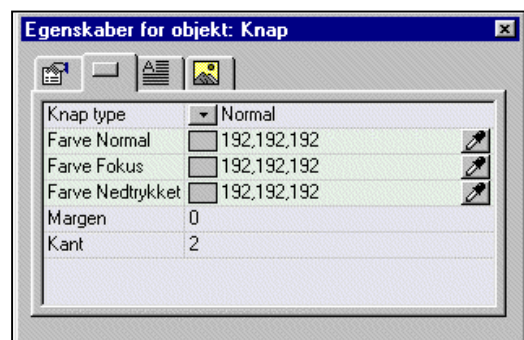 Egenskaber for objekt: Knap
Knap type Normal
Farve Normal 192,192,192
Farve Fokus 192,192,192
Farve Nedtrykket 192,192,192
Margen 0
Kant 2